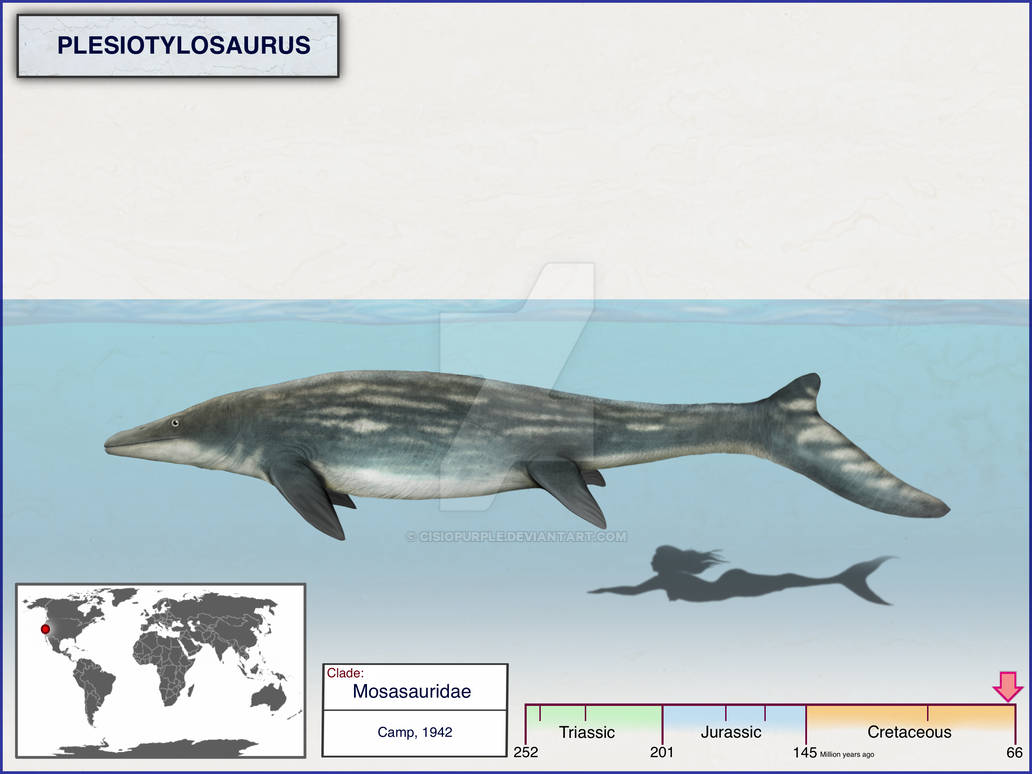 PLESIOTYLOSAURUS
© CISIOPURPLE.DEVIANTART.COM
Clade:
Mosasauridae
Camp, 1942
Triassic Jurassic Cretaceous
252 201 145 Million years ago 66